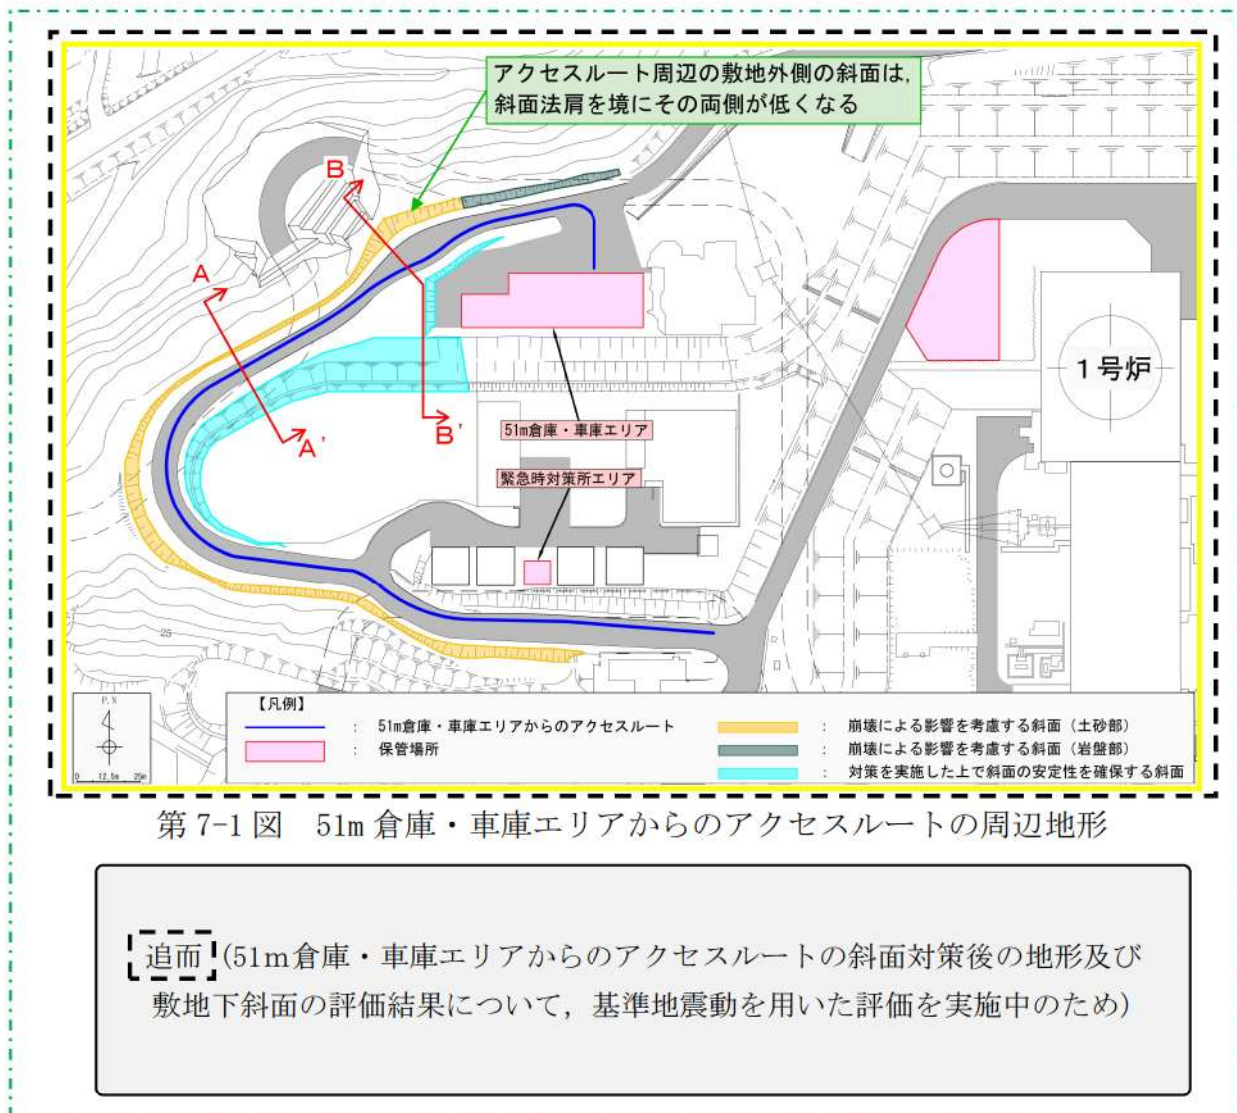 アクセスルート周辺の敷地外側の斜面は,
斜面法肩を境にその両側が低くなる
B
A
1号炉
A'
B'
51m倉庫・車庫エリア
緊急時対策所エリア
25
P.N
0 12.5m 25m
【凡例】
: 51m倉庫・車庫エリアからのアクセスルート
: 保管場所
: 崩壊による影響を考慮する斜面（土砂部）
: 崩壊による影響を考慮する斜面（岩盤部）
: 対策を実施した上で斜面の安定性を確保する斜面
第 7-1 図　51m 倉庫・車庫エリアからのアクセスルートの周辺地形
追而(51m倉庫・車庫エリアからのアクセスルートの斜面対策後の地形及び
敷地下斜面の評価結果について, 基準地震動を用いた評価を実施中のため)